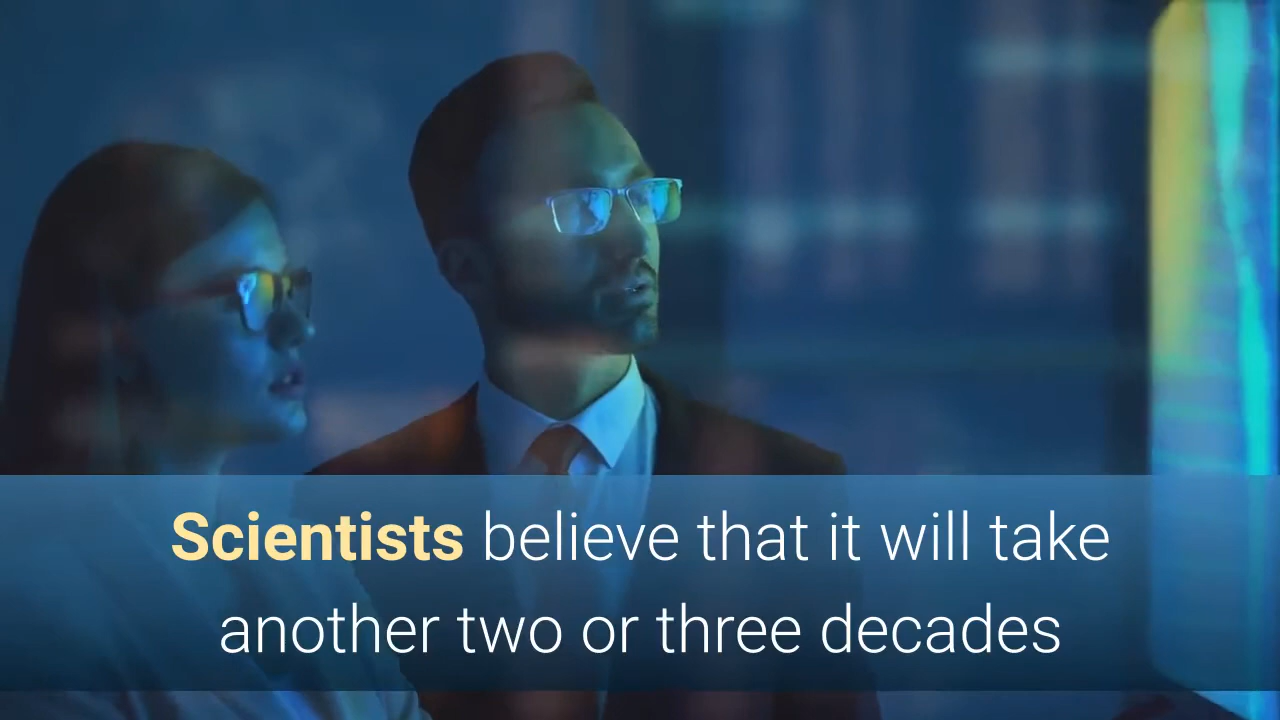 Scientists believe that it will take
another two or three decades